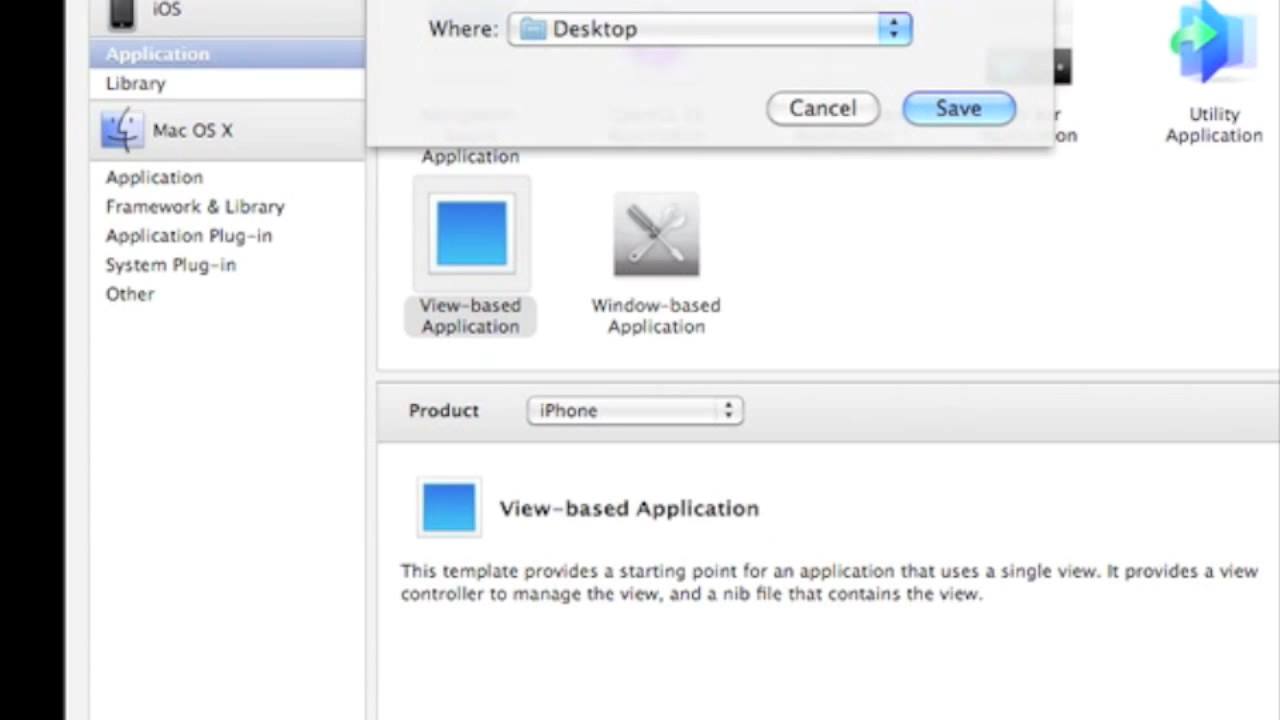 iOS
Application
Library
Mac OS X
Application
Framework & Library
Application Plug-in
System Plug-in
Other
Where: Desktop
Cancel
Save
Application
Utility
Application
View-based
Application
Window-based
Application
Product
iPhone
View-based Application
This template provides a starting point for an application that uses a single view. It provides a view
controller to manage the view, and a nib file that contains the view.